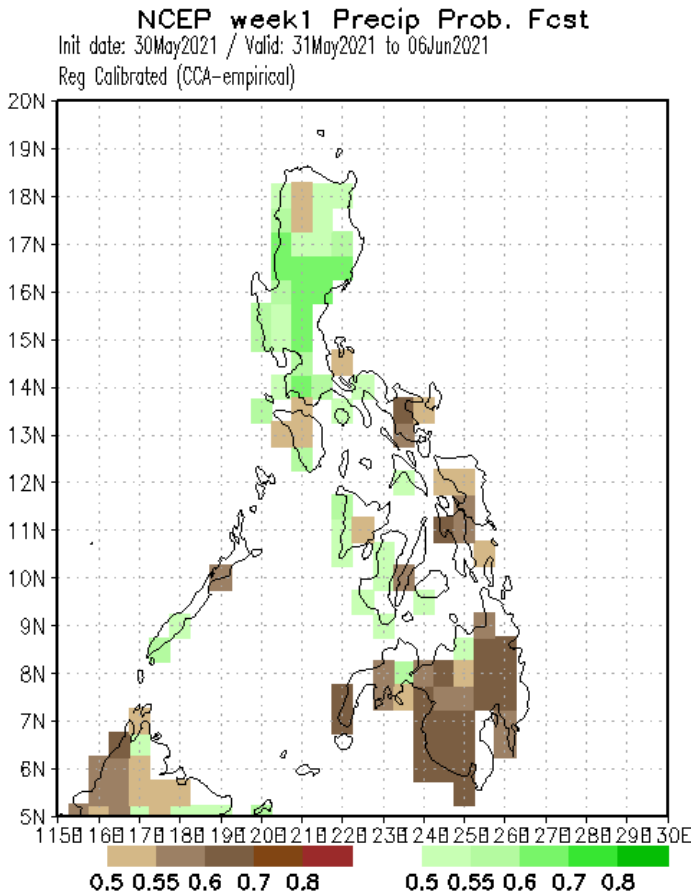 NCEP week1 Precip Prob. Fcst
Init date: 30May2021 / Valid: 31May2021 to 06Jun2021
Reg Calibrated (CCA-empirical)
20N
19N
18N
17N
16N
15N
14N
13N
12N
11N
10N
9N
8N
7N
6N
5N
115E 116E 117E 118E 119E 120E 121E 122E 123E 124E 125E 126E 127E 128E 129E 130E
0.5 0.55 0.6 0.7 0.8 0.5 0.55 0.6 0.7 0.8